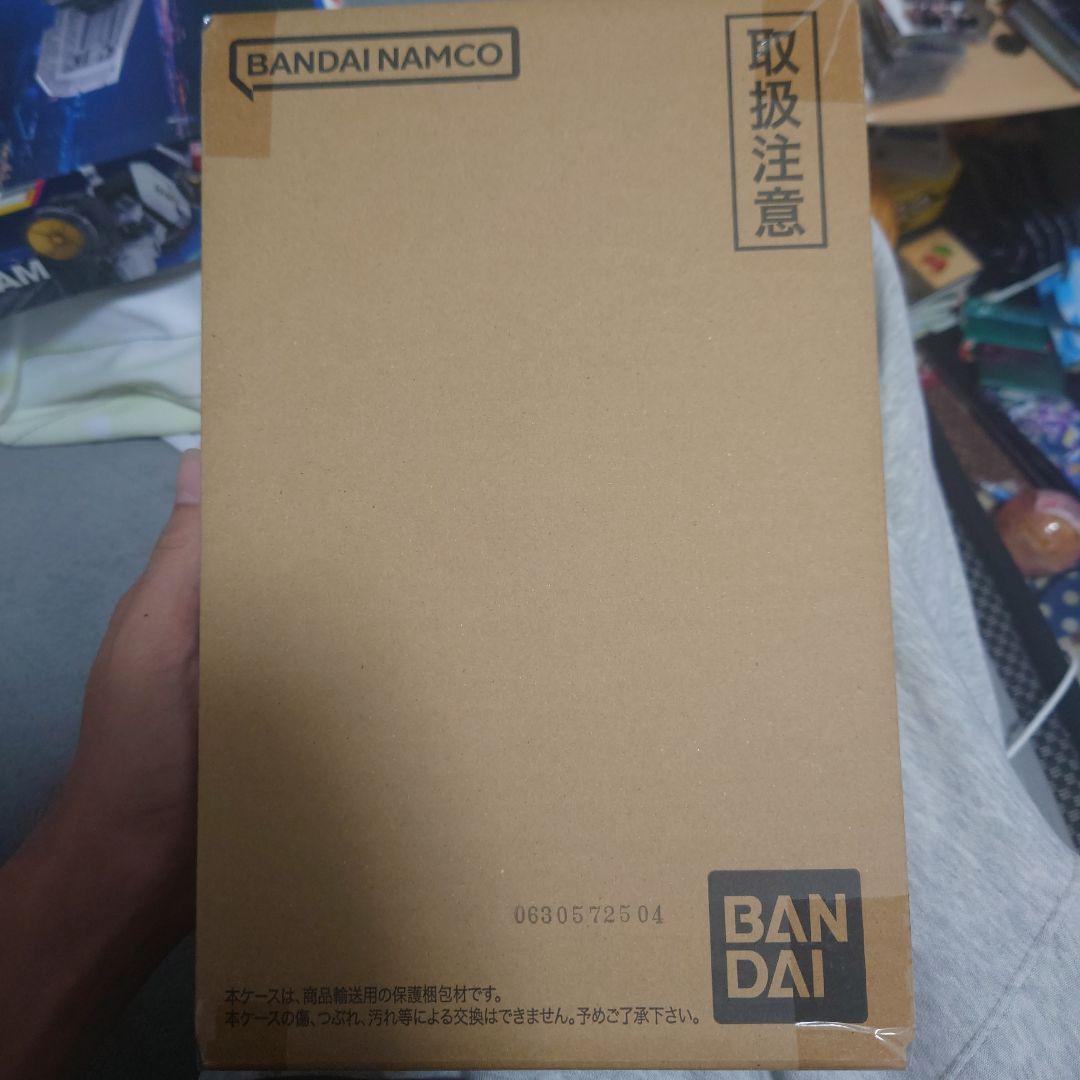 BANDAI NAMCO
取扱注意
AM
0630572504
BAN
DAI
本ケースは、商品輸送用の保護梱包材です。
本ケースの傷、つぶれ、汚れ等による交換はできません。予めご了承下さい。